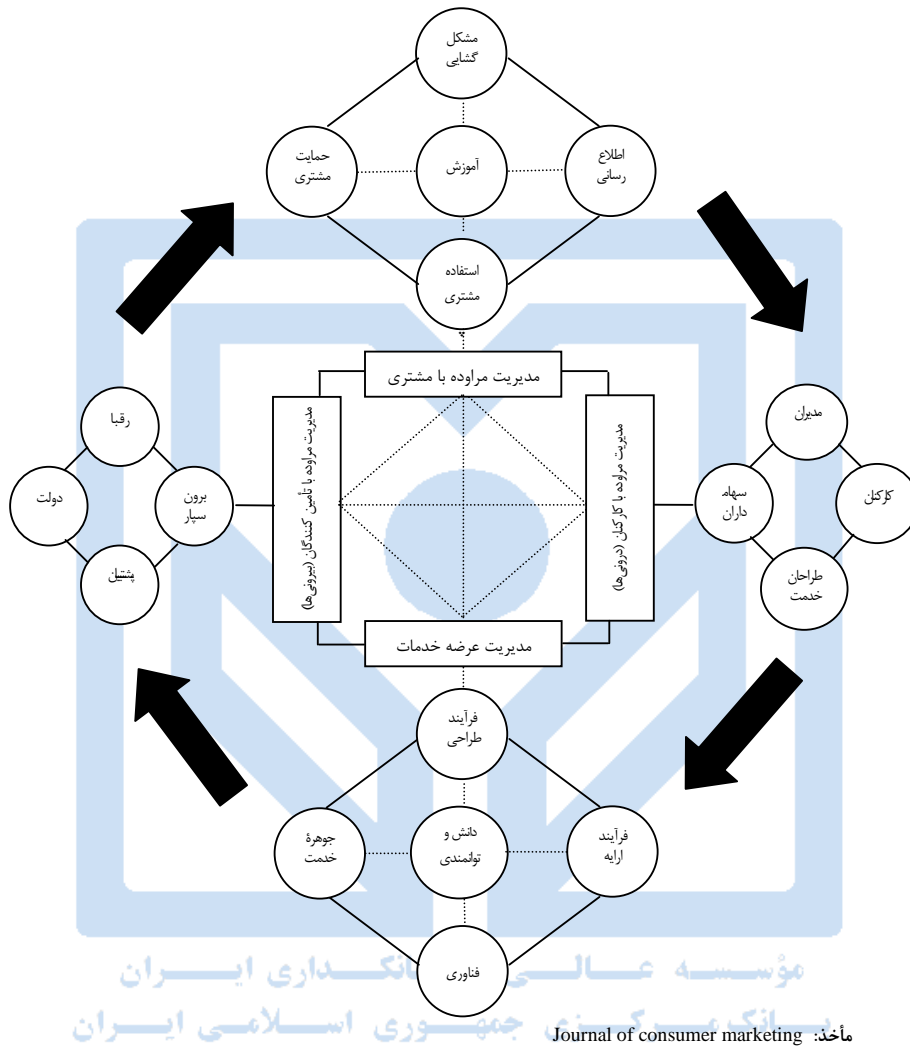 مشکل
گشایی
اطلاع
رسانی
آموزش
حمایت
مشتری
استفاده
مشتری
مدیریت مراوده با مشتری
مدیریت مراوده با کارکنان (درونی‌ها)
مدیریت مراوده با تأمین کنندگان (بیرونی‌ها)
مدیران
کارکنان
سهام
داران
طراحان
خدمت
رقبا
برون
سپار
دولت
پشتیبان
مدیریت عرضه خدمات
فرآیند
طراحی
فرآیند
ارایه
دانش و
توانمندی
جوهرۀ
خدمت
فناوری
مؤسسه عالی بانکداری ایران
بانک مرکزی جمهوری اسلامی ایران
مأخذ: Journal of consumer marketing